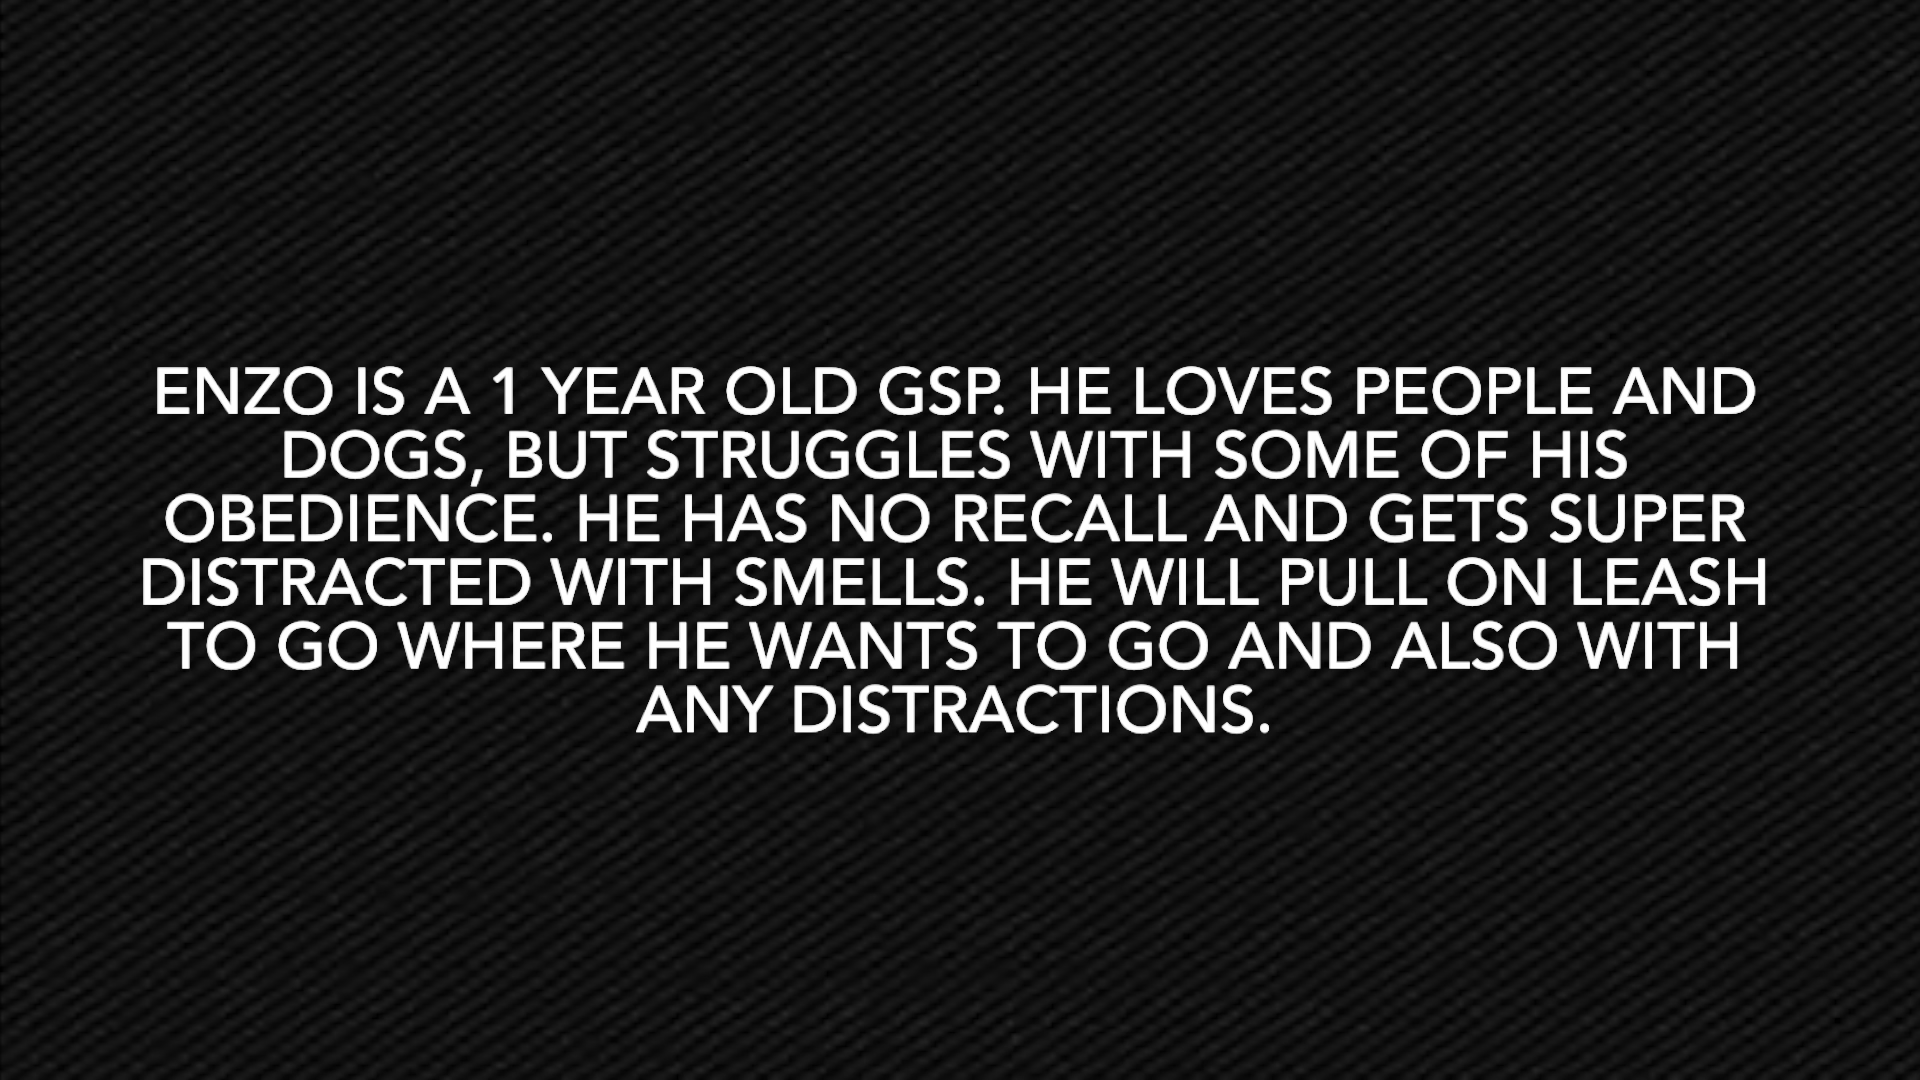 ENZO IS A 1 YEAR OLD GSP. HE LOVES PEOPLE AND
DOGS, BUT STRUGGLES WITH SOME OF HIS
OBEDIENCE. HE HAS NO RECALL AND GETS SUPER
DISTRACTED WITH SMELLS. HE WILL PULL ON LEASH
TO GO WHERE HE WANTS TO GO AND ALSO WITH
ANY DISTRACTIONS.